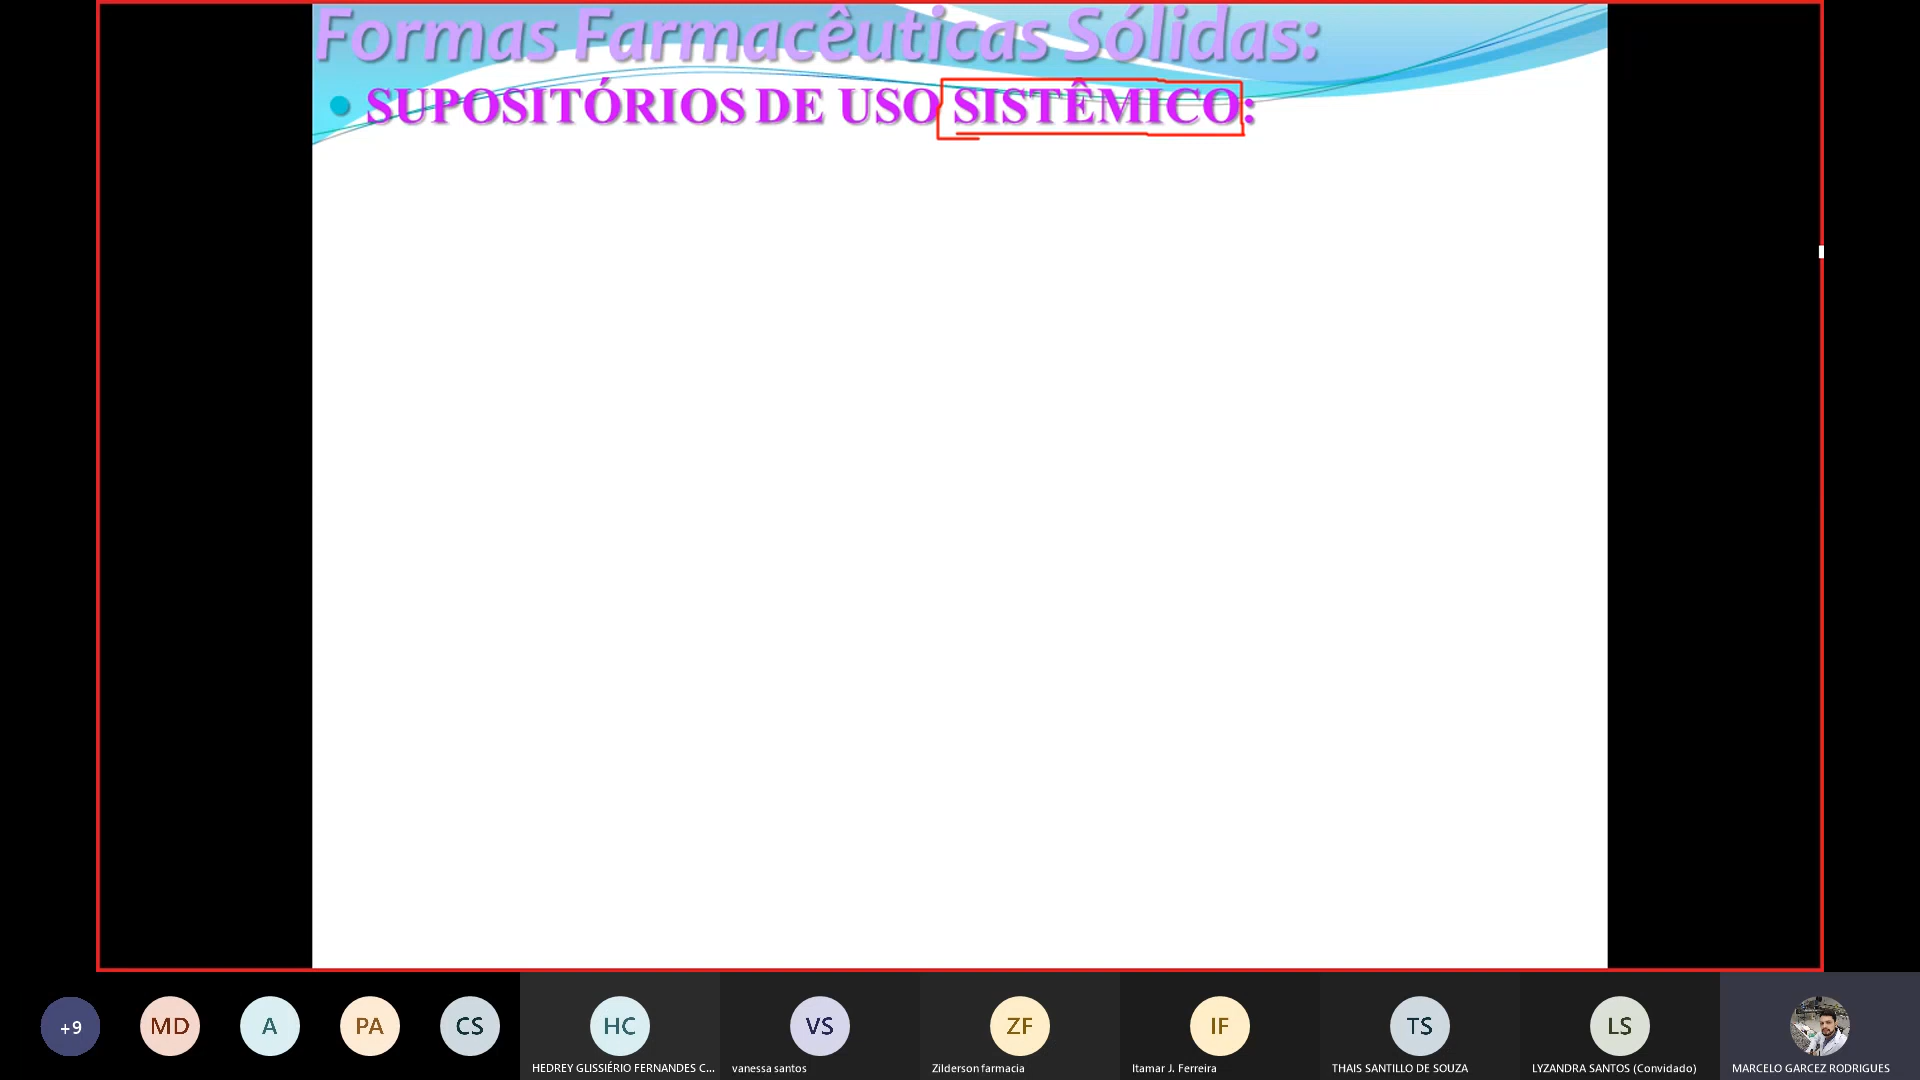 Formas Farmacêuticas Sólidas:
• SUPOSITÓRIOS DE USO SISTÊMICO:
+9
MD
A
PA
CS
HC
VS
ZF
IF
TS
LS
HEDREY GLISSIÉRIO FERNANDES C...
vanessa santos
Zilderson farmacia
Itamar J. Ferreira
THAIS SANTILLO DE SOUZA
LYZANDRA SANTOS (Convidado)
MARCELO GARCEZ RODRIGUES